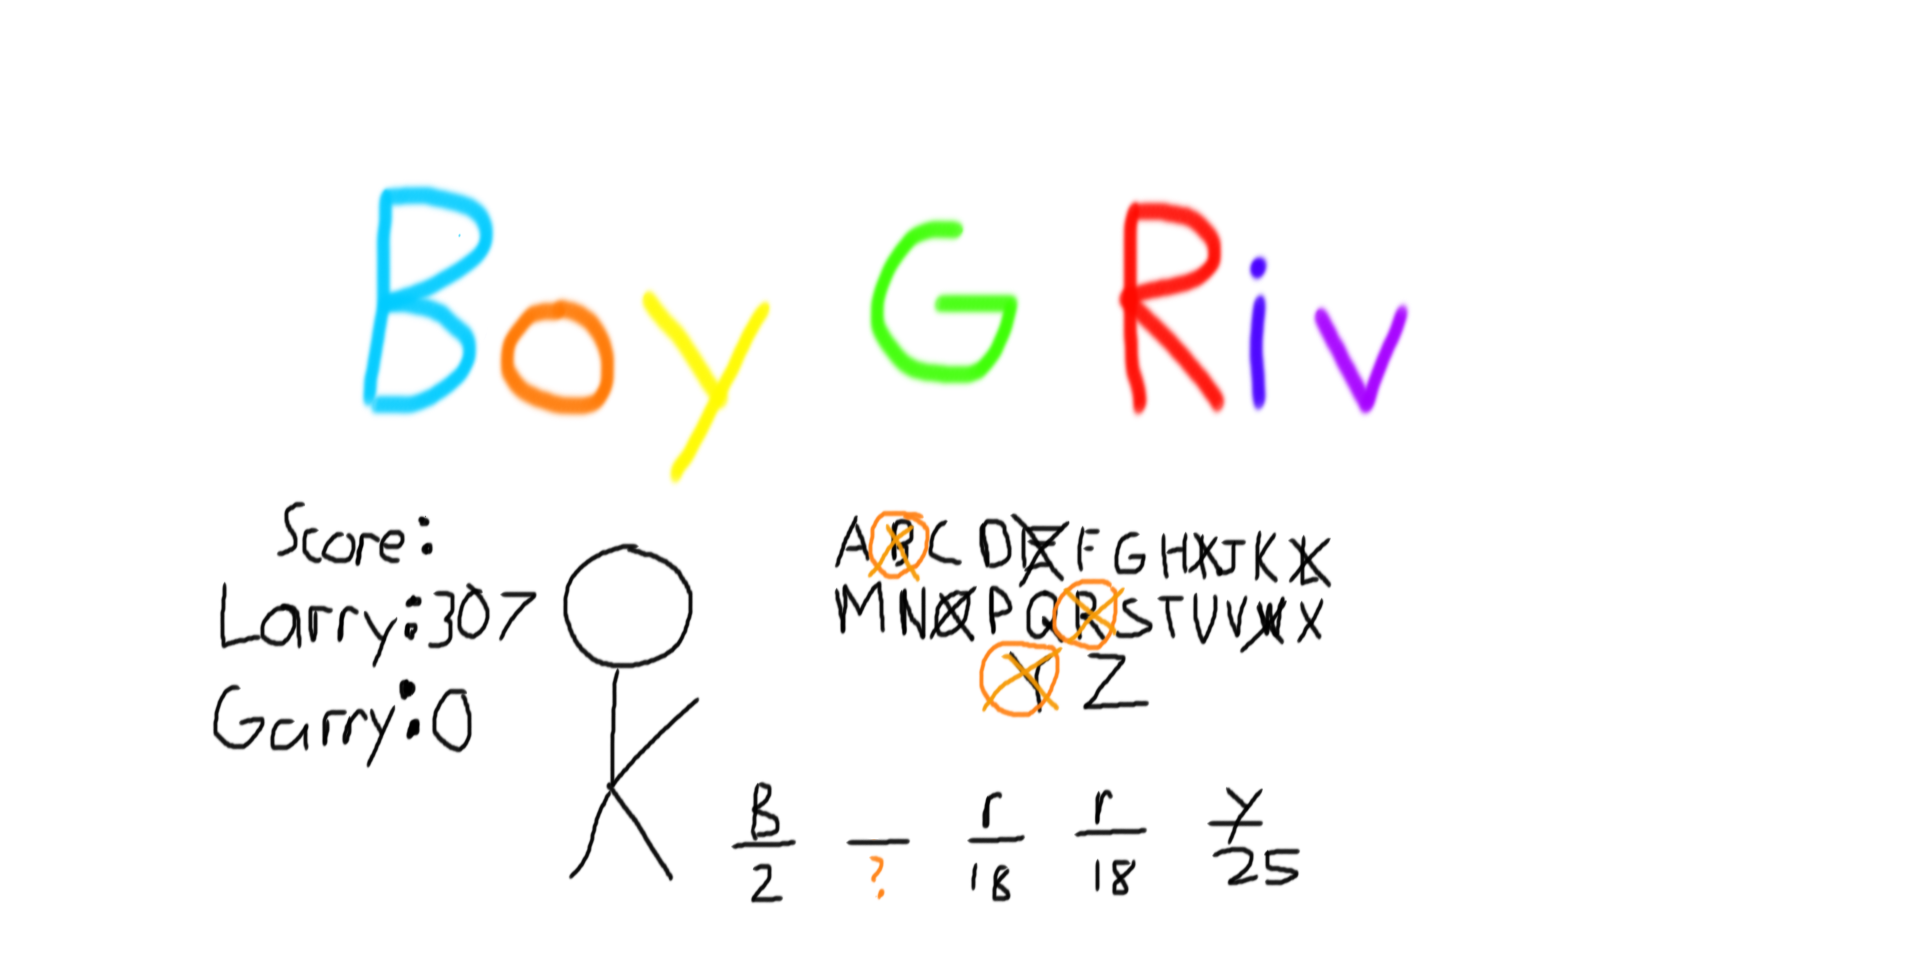 Boy G Riv
Score:
Larry:307
Garry:0
A B C D E F G H I J K L
M N O P Q R S T U V W X
Y Z
B _ r r y
2 ? 18 18 25